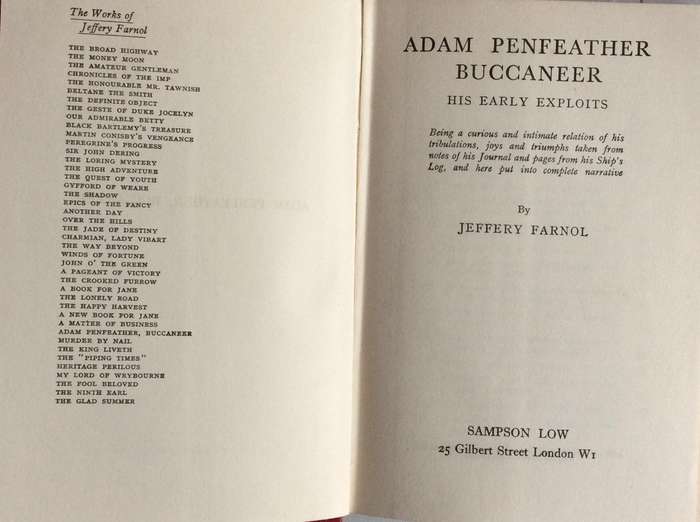 The Works of
Jeffery Farnol
THE BROAD HIGHWAY
THE MONEY MOON
THE AMATEUR GENTLEMAN
CHRONICLES OF THE IMP
THE HONOURABLE MR. TAWNISH
BELTANE THE SMITH
THE DEFINITE OBJECT
THE GESTE OF DUKE JOCELYN
OUR ADMIRABLE BETTY
BLACK BARTLEMY'S TREASURE
MARTIN CONISBY'S VENGEANCE
PEREGRINE'S PROGRESS
SIR JOHN DERING
THE LORING MYSTERY
THE HIGH ADVENTURE
THE QUEST OF YOUTH
GYFFORD OF WEARE
THE SHADOW
EPICS OF THE FANCY
ANOTHER DAY
OVER THE HILLS
THE JADE OF DESTINY
CHARMIAN, LADY VIBART
THE WAY BEYOND
WINDS OF FORTUNE
JOHN O' THE GREEN
A PAGEANT OF VICTORY
THE CROOKED FURROW
A BOOK FOR JANE
THE LONELY ROAD
THE HAPPY HARVEST
A NEW BOOK FOR JANE
A MATTER OF BUSINESS
ADAM PENFEATHER, BUCCANEER
MURDER BY NAIL
THE KING LIVETH
THE "PIPING TIMES"
HERITAGE PERILOUS
MY LORD OF WRYBOURNE
THE FOOL BELOVED
THE NINTH EARL
THE GLAD SUMMER
ADAM PENFEATHER
BUCCANEER
HIS EARLY EXPLOITS
Being a curious and intimate relation of his
tribulations, joys and triumphs taken from
notes of his Journal and pages from his Ship's
Log, and here put into complete narrative
By
JEFFERY FARNOL
SAMPSON LOW
25 Gilbert Street London W1